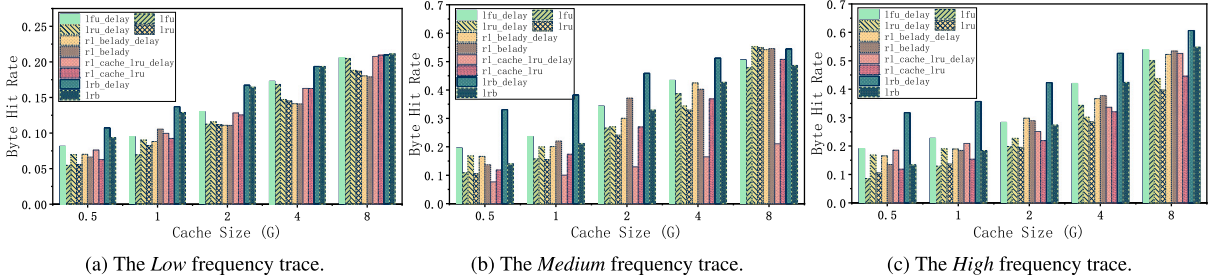 Byte Hit Rate
0.25
0.20
0.15
0.10
0.05
0.00
lfu_delay
lfu
lru_delay
lru
rl_belady_delay
rl_belady
rl_cache_lru_delay
rl_cache_lru
lrb_delay
lrb
0.5
1
2
4
8
Cache Size (G)
(a) The Low frequency trace.
Byte Hit Rate
0.7
0.6
0.5
0.4
0.3
0.2
0.1
0.0
lfu_delay
lfu
lru_delay
lru
rl_belady_delay
rl_belady
rl_cache_lru_delay
rl_cache_lru
lrb_delay
lrb
0.5
1
2
4
8
Cache Size (G)
(b) The Medium frequency trace.
Byte Hit Rate
0.7
0.6
0.5
0.4
0.3
0.2
0.1
0.0
lfu_delay
lfu
lru_delay
lru
rl_belady_delay
rl_belady
rl_cache_lru_delay
rl_cache_lru
lrb_delay
lrb
0.5
1
2
4
8
Cache Size (G)
(c) The High frequency trace.